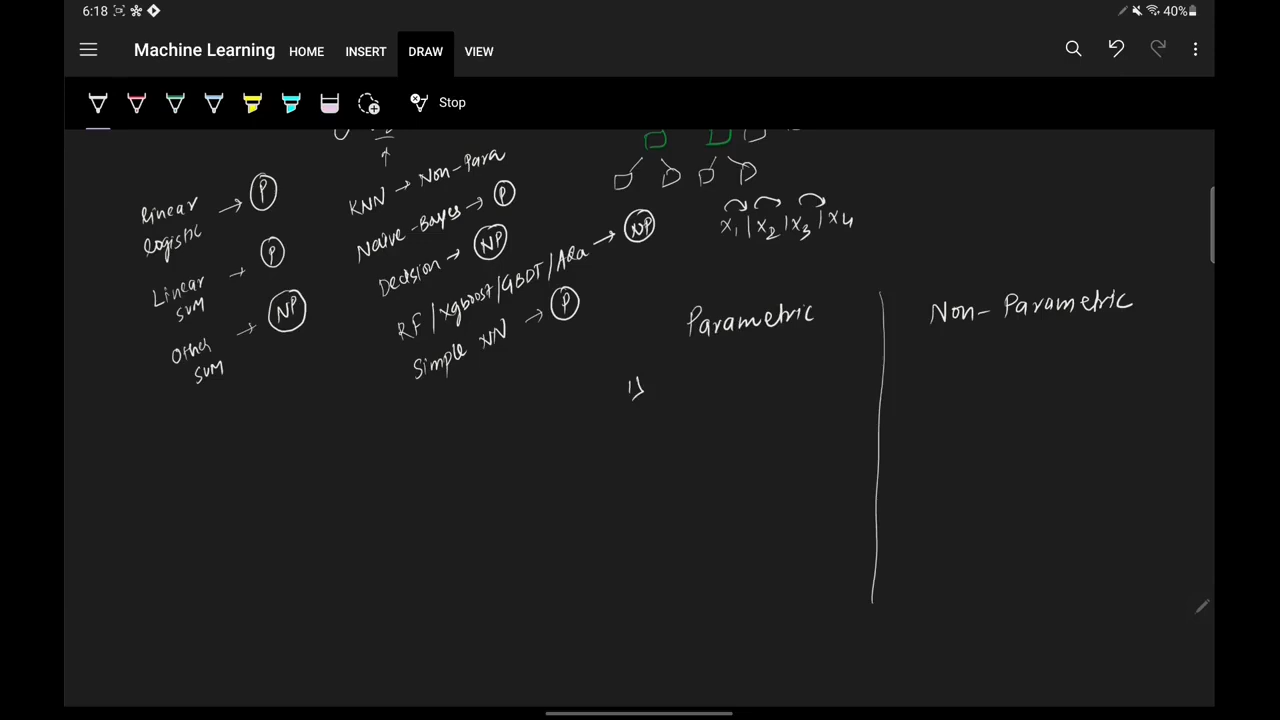 6:18
40%
Machine Learning HOME INSERT DRAW VIEW
Stop
Linear
Logistic → P
Linear
SVM → P
Other
SVM → NP
KNN → Non-Para
Naive-Bayes → P
Decision → NP
RF/Xgboost/GBDT/Ada → NP
Simple NN → P
x1|x2|x3|x4
Parametric
Non-Parametric
1)